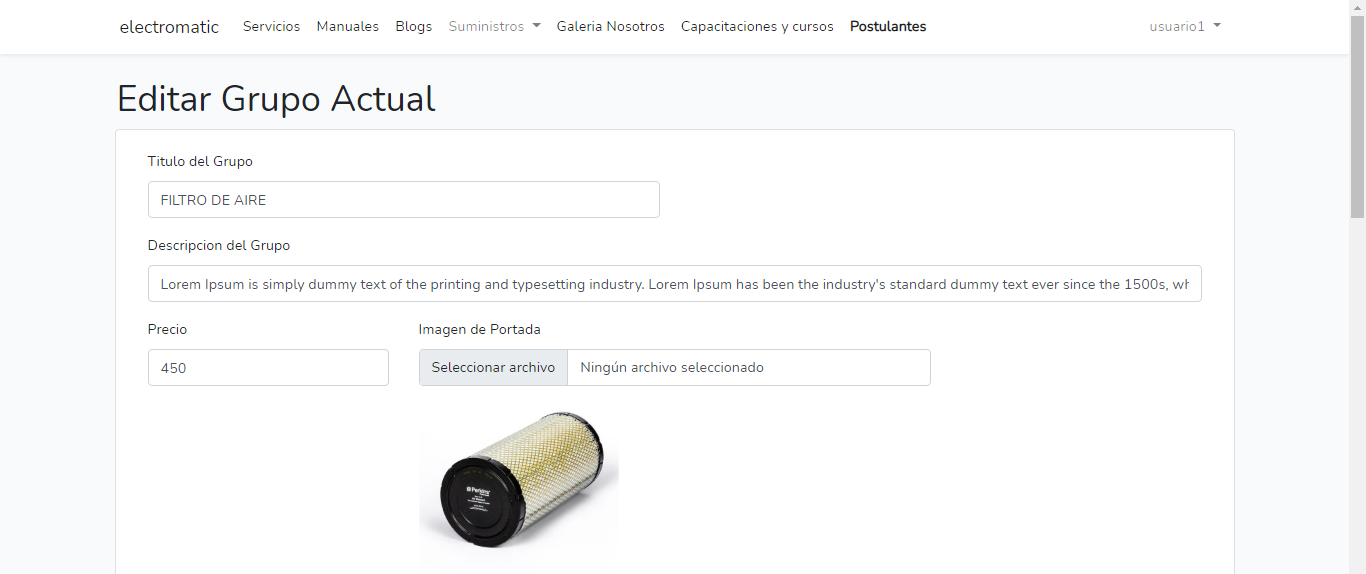 electromatic Servicios Manuales Blogs Suministros Galeria Nosotros Capacitaciones y cursos Postulantes usuario1
Editar Grupo Actual
Titulo del Grupo
FILTRO DE AIRE
Descripcion del Grupo
Lorem Ipsum is simply dummy text of the printing and typesetting industry. Lorem Ipsum has been the industry's standard dummy text ever since the 1500s, wh
Precio Imagen de Portada
450 Seleccionar archivo Ningún archivo seleccionado
Perkins